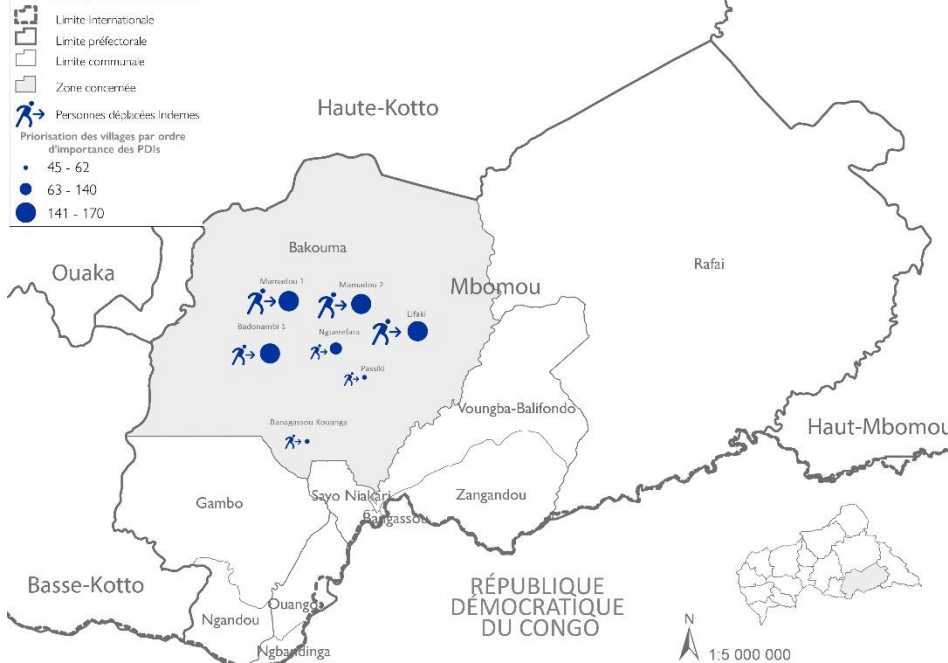 Limite Internationale
Limite préfectorale
Limite communale
Zone concernée
Personnes déplacées Indernes
Priorisation des villages par ordre
d'importance des PDIs
45 - 62
63 - 140
141 - 170
Haute-Kotto
Ouaka
Bakouma
Mbomou
Rafai
Mamadou 1
Mamadou 2
Lifaki
Badonambi 1
Nguerefara
Passiki
Banagassou Kouanga
Voungba-Balifondo
Haut-Mbomou
Gambo
Sayo Niakari
Bangassou
Zangandou
Basse-Kotto
Ouango
Ngandou
Ngbandinga
RÉPUBLIQUE
DÉMOCRATIQUE
DU CONGO
N
1:5 000 000